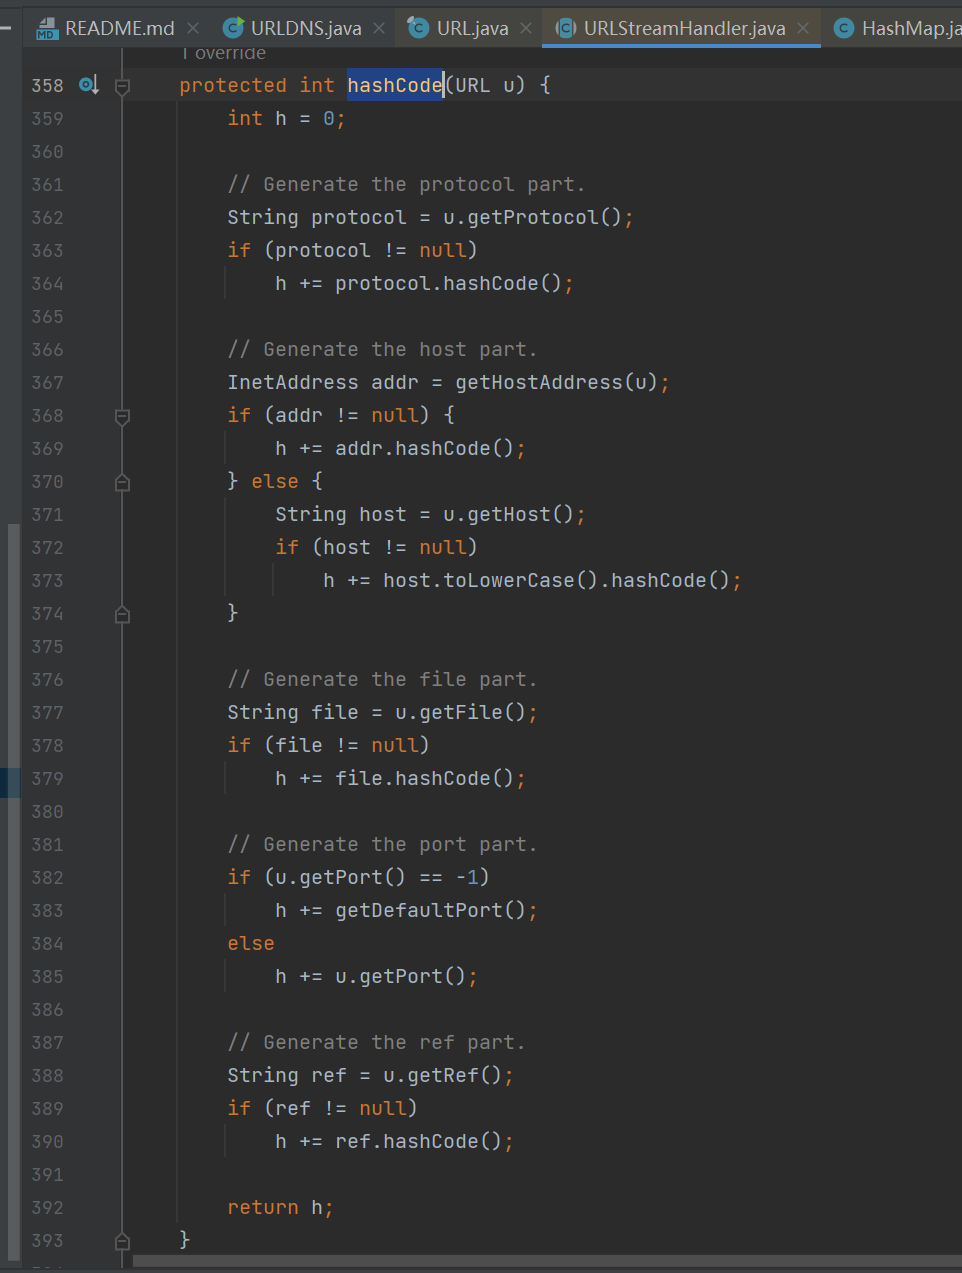 README.md URLDNS.java URL.java URLStreamHandler.java HashMap.ja
1 override
358 protected int hashCode(URL u) {
359 int h = 0;
360
361 // Generate the protocol part.
362 String protocol = u.getProtocol();
363 if (protocol != null)
364 h += protocol.hashCode();
365
366 // Generate the host part.
367 InetAddress addr = getHostAddress(u);
368 if (addr != null) {
369 h += addr.hashCode();
370 } else {
371 String host = u.getHost();
372 if (host != null)
373 h += host.toLowerCase().hashCode();
374 }
375
376 // Generate the file part.
377 String file = u.getFile();
378 if (file != null)
379 h += file.hashCode();
380
381 // Generate the port part.
382 if (u.getPort() == -1)
383 h += getDefaultPort();
384 else
385 h += u.getPort();
386
387 // Generate the ref part.
388 String ref = u.getRef();
389 if (ref != null)
390 h += ref.hashCode();
391
392 return h;
393 }